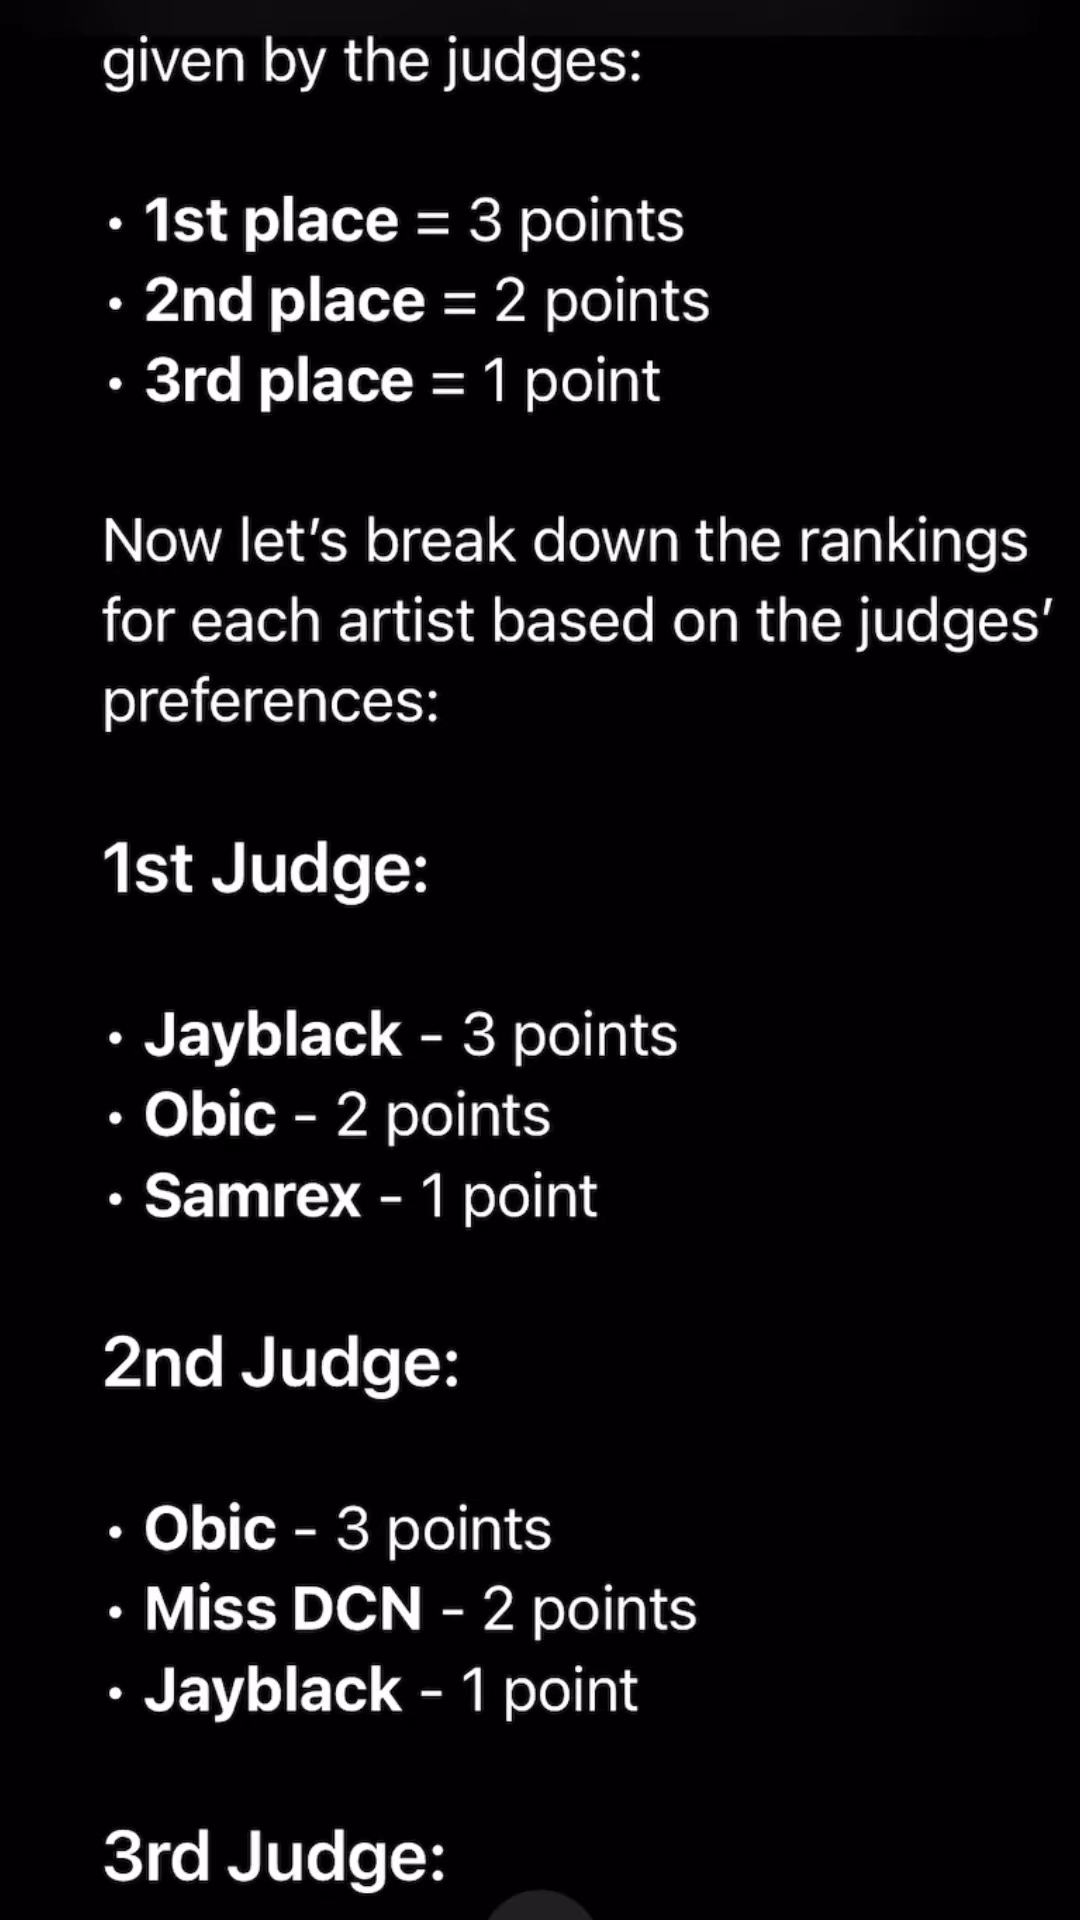 given by the judges:
• 1st place = 3 points
• 2nd place = 2 points
• 3rd place = 1 point
Now let’s break down the rankings
for each artist based on the judges’
preferences:
1st Judge:
• Jayblack - 3 points
• Obic - 2 points
• Samrex - 1 point
2nd Judge:
• Obic - 3 points
• Miss DCN - 2 points
• Jayblack - 1 point
3rd Judge: